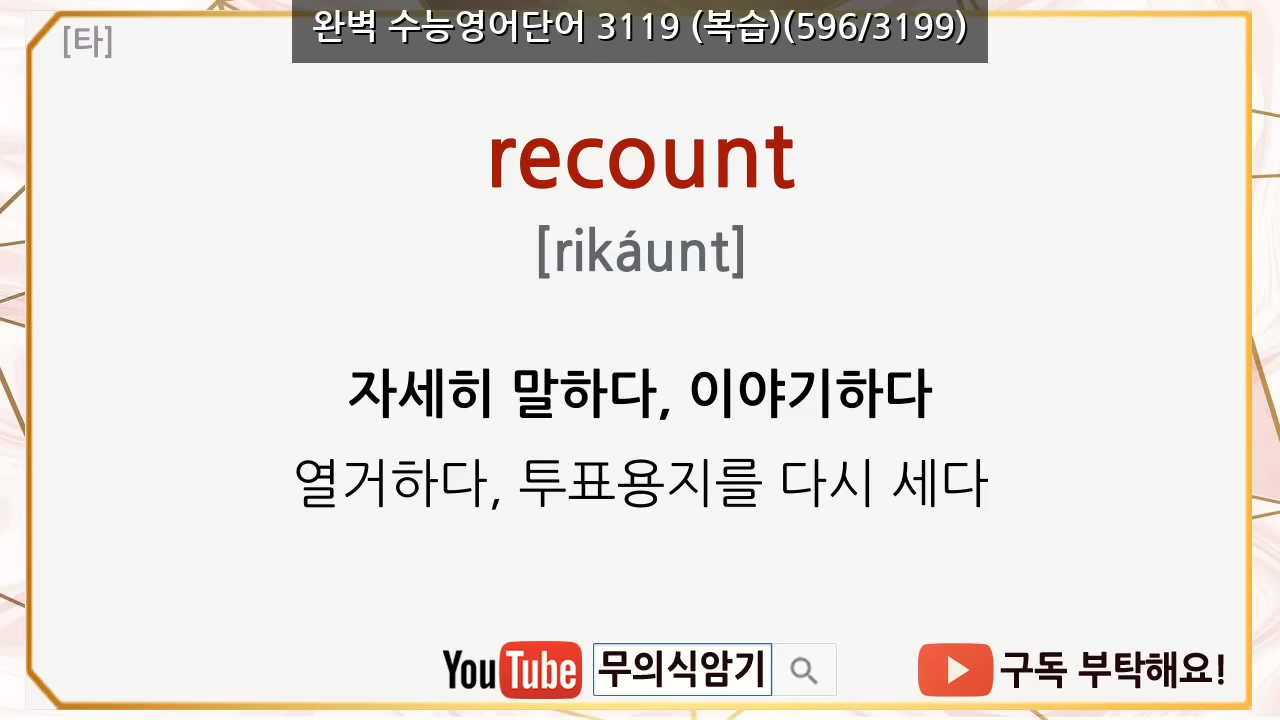 완벽 수능영어단어 3119 (복습)(596/3199)
[타]
recount
[rikáunt]
자세히 말하다, 이야기하다
열거하다, 투표용지를 다시 세다
YouTube 무의식암기 구독 부탁해요!